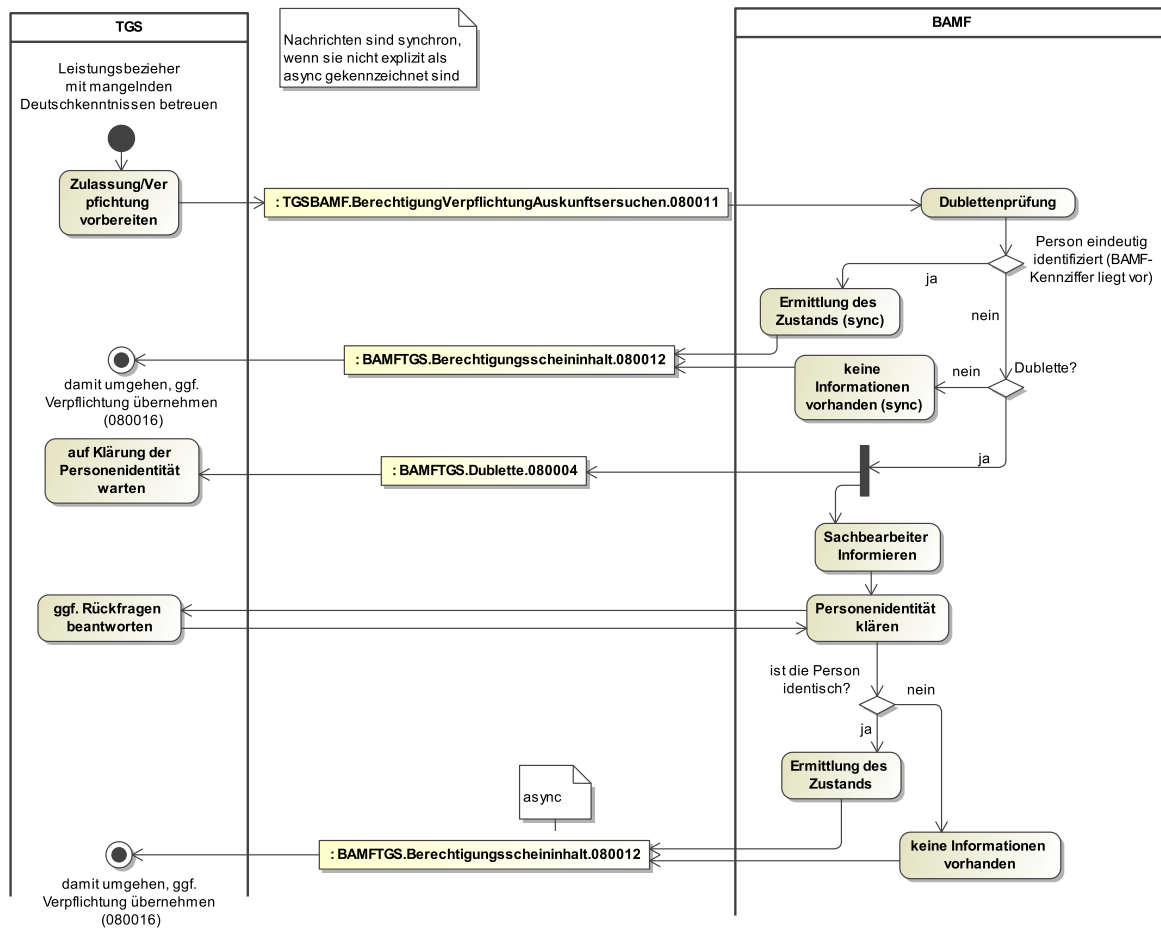 TGS
BAMF
Nachrichten sind synchron,
wenn sie nicht explizit als
async gekennzeichnet sind
Leistungsbezieher
mit mangelnden
Deutschkenntnissen betreuen
Zulassung/Ver
pfichtung
vorbereiten
: TGSBAMF.BerechtigungVerpflichtungAuskunftsersuchen.080011
Dublettenprüfung
Person eindeutig
identifiziert (BAMF-
Kennziffer liegt vor)
ja
nein
Ermittlung des
Zustands (sync)
: BAMFTGS.Berechtigungsscheininhalt.080012
damit umgehen, ggf.
Verpflichtung übernehmen
(080016)
keine
Informationen
vorhanden (sync)
nein
Dublette?
ja
auf Klärung der
Personenidentität
warten
: BAMFTGS.Dublette.080004
Sachbearbeiter
Informieren
ggf. Rückfragen
beantworten
Personenidentität
klären
ist die Person
identisch?
nein
ja
Ermittlung des
Zustands
async
: BAMFTGS.Berechtigungsscheininhalt.080012
keine Informationen
vorhanden
damit umgehen, ggf.
Verpflichtung übernehmen
(080016)